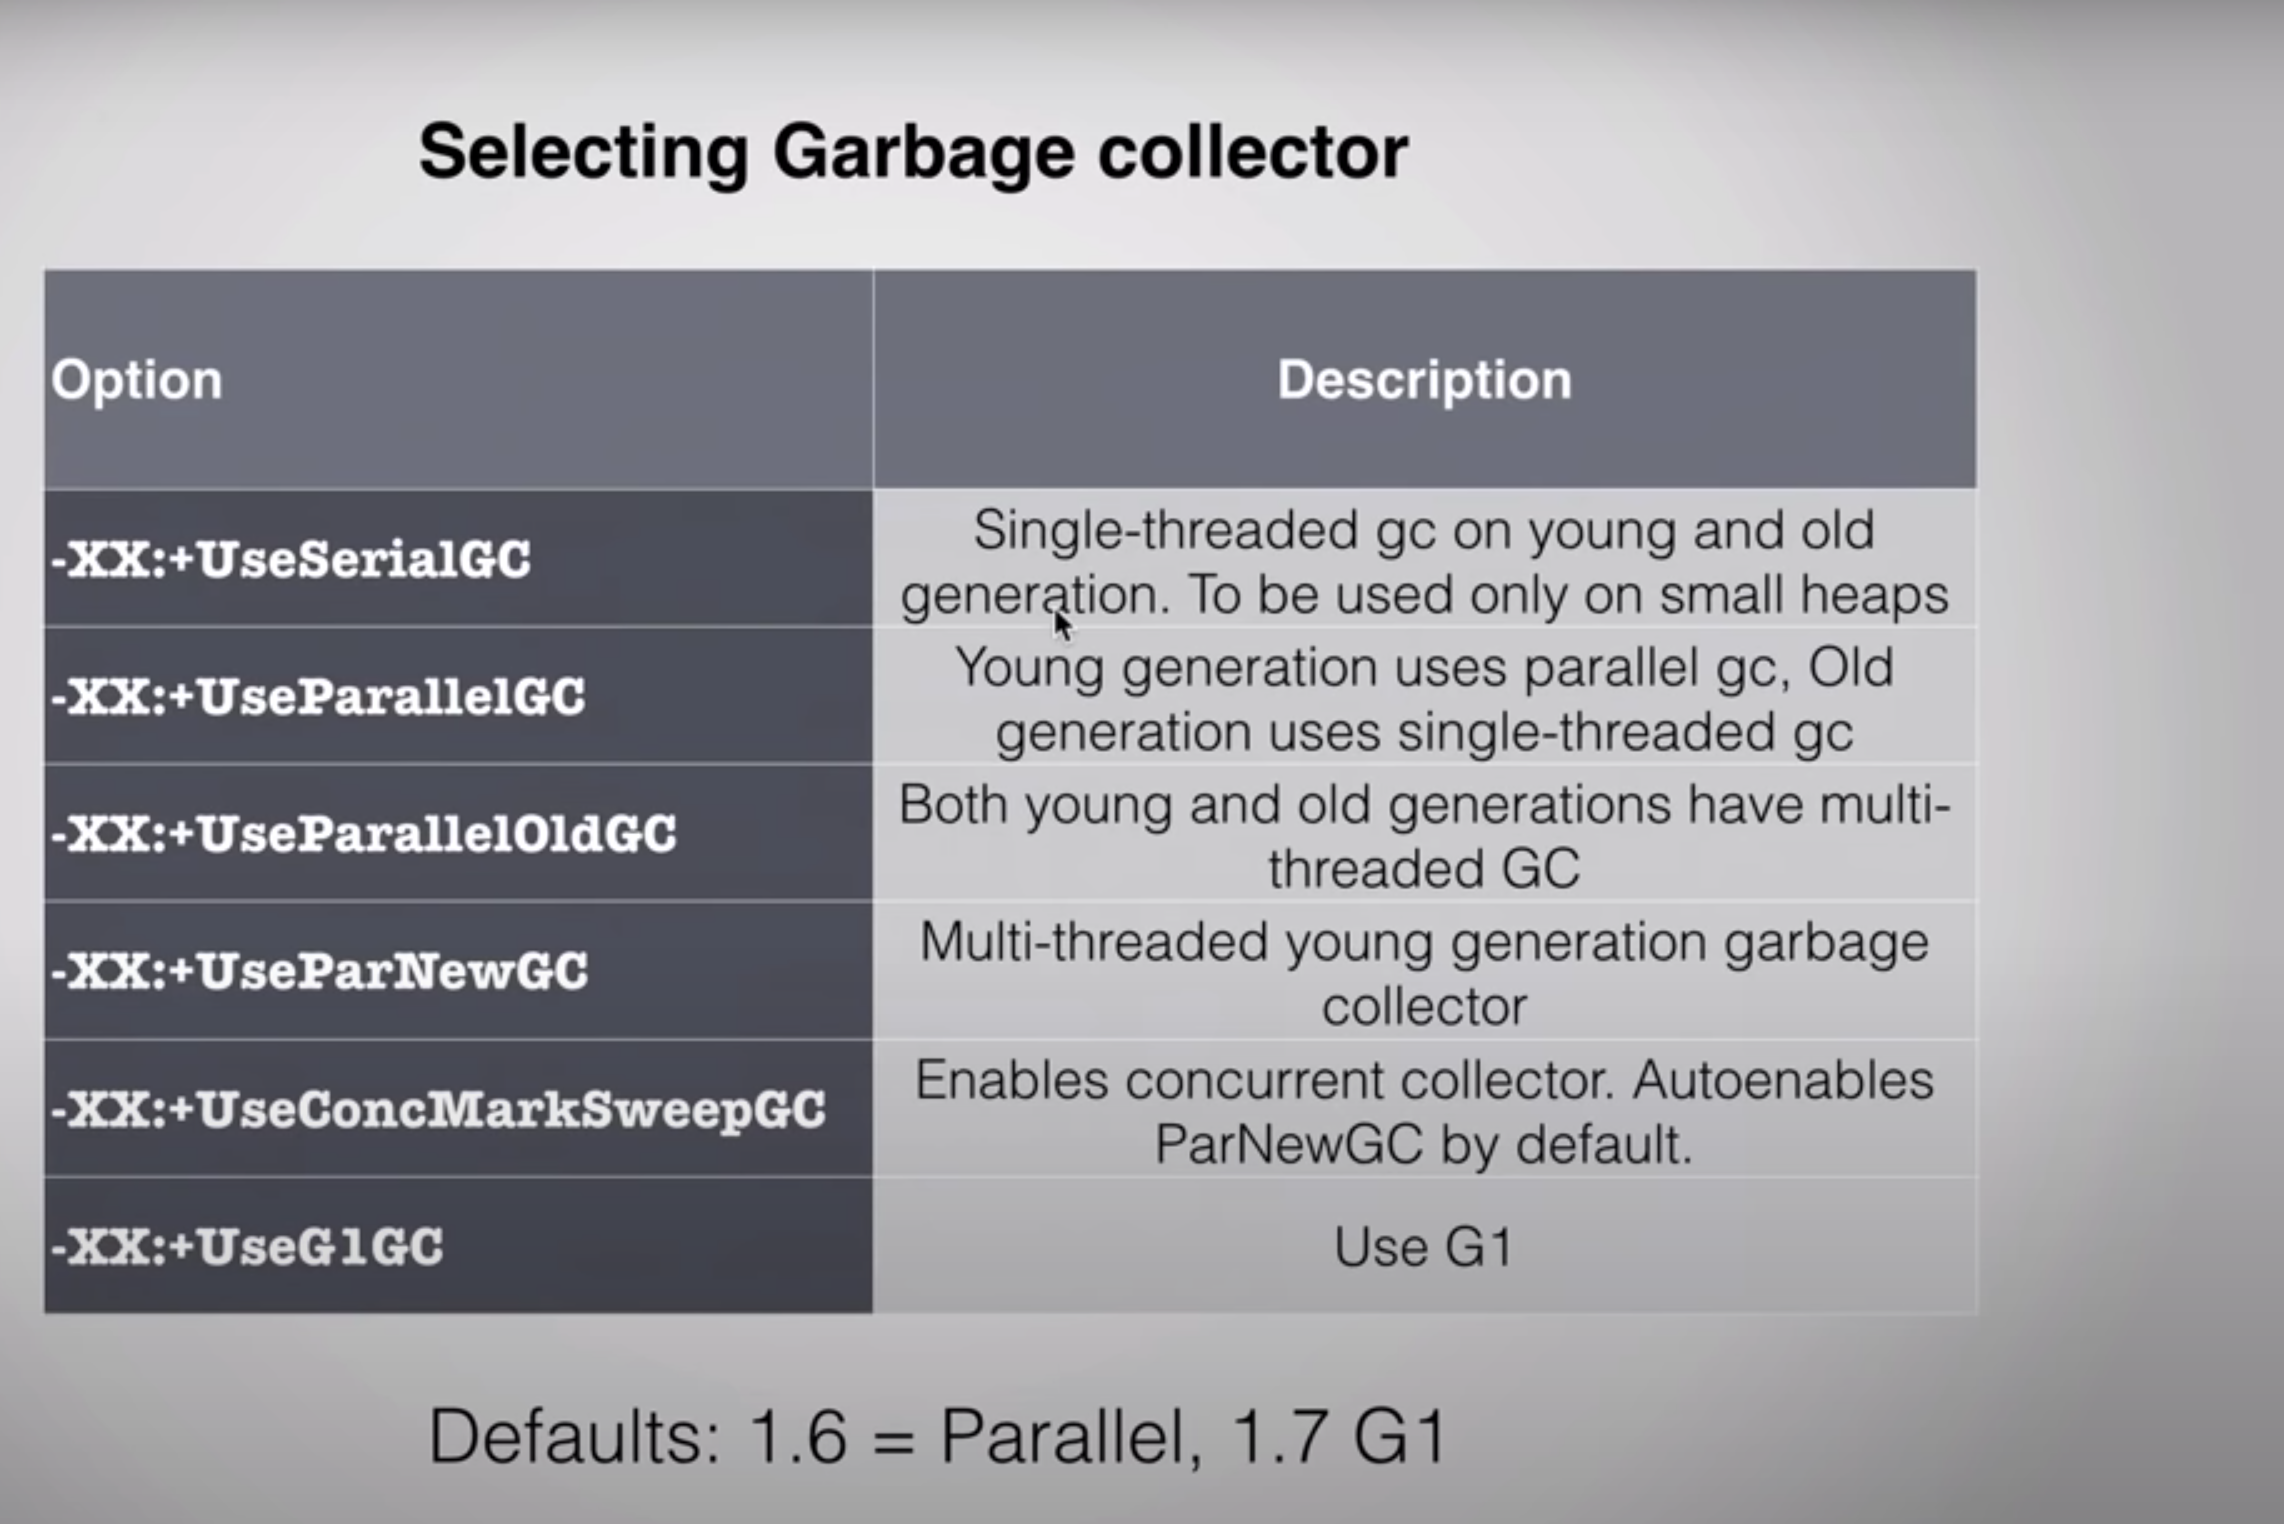 Selecting Garbage collector
Option
Description
-XX:+UseSerialGC
Single-threaded gc on young and old
generation. To be used only on small heaps
-XX:+UseParallelGC
Young generation uses parallel gc, Old
generation uses single-threaded gc
-XX:+UseParallelOldGC
Both young and old generations have multi-
threaded GC
-XX:+UseParNewGC
Multi-threaded young generation garbage
collector
-XX:+UseConcMarkSweepGC
Enables concurrent collector. Autoenables
ParNewGC by default.
-XX:+UseG1GC
Use G1
Defaults: 1.6 = Parallel, 1.7 G1